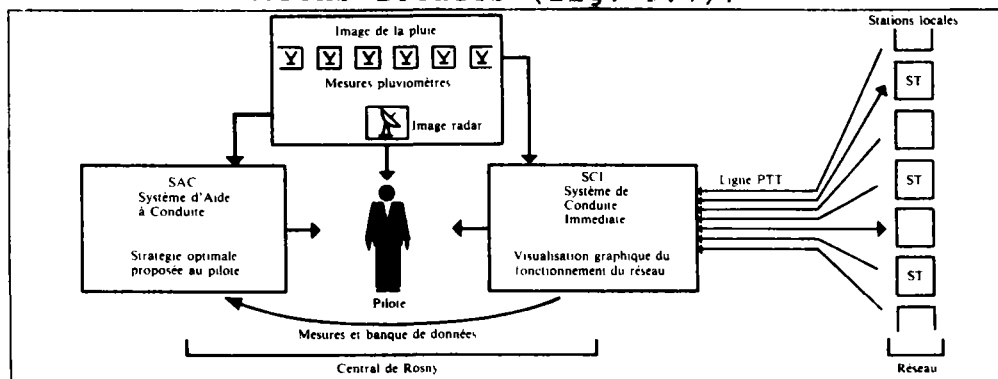 Image de la pluie
Mesures pluviomètres
Image radar
SAC
Système d'Aide
à Conduite
Stratégie optimale
proposée au pilote
Pilote
SCI
Système de
Conduite
Immédiate
Visualisation graphique du
fonctionnement du réseau
Ligne PTT
Stations locales
ST
ST
ST
Réseau
Mesures et banque de données
Central de Rosny